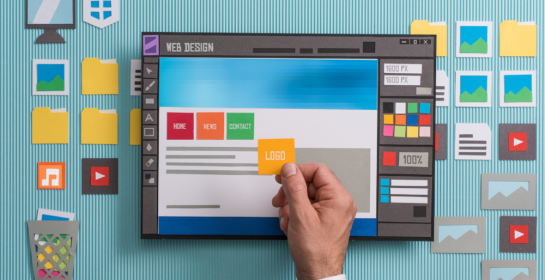 WEB DESIGN
1600 PX
1600 PX
HOME
NEWS
CONTACT
LOGO
100%